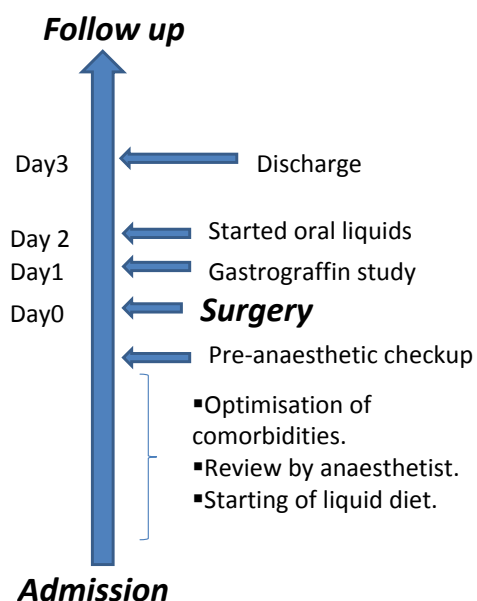 Follow up
Day3
Discharge
Day 2
Started oral liquids
Day1
Gastrograffin study
Day0
Surgery
Pre-anaesthetic checkup
▪Optimisation of
comorbidities.
▪Review by anaesthetist.
▪Starting of liquid diet.
Admission